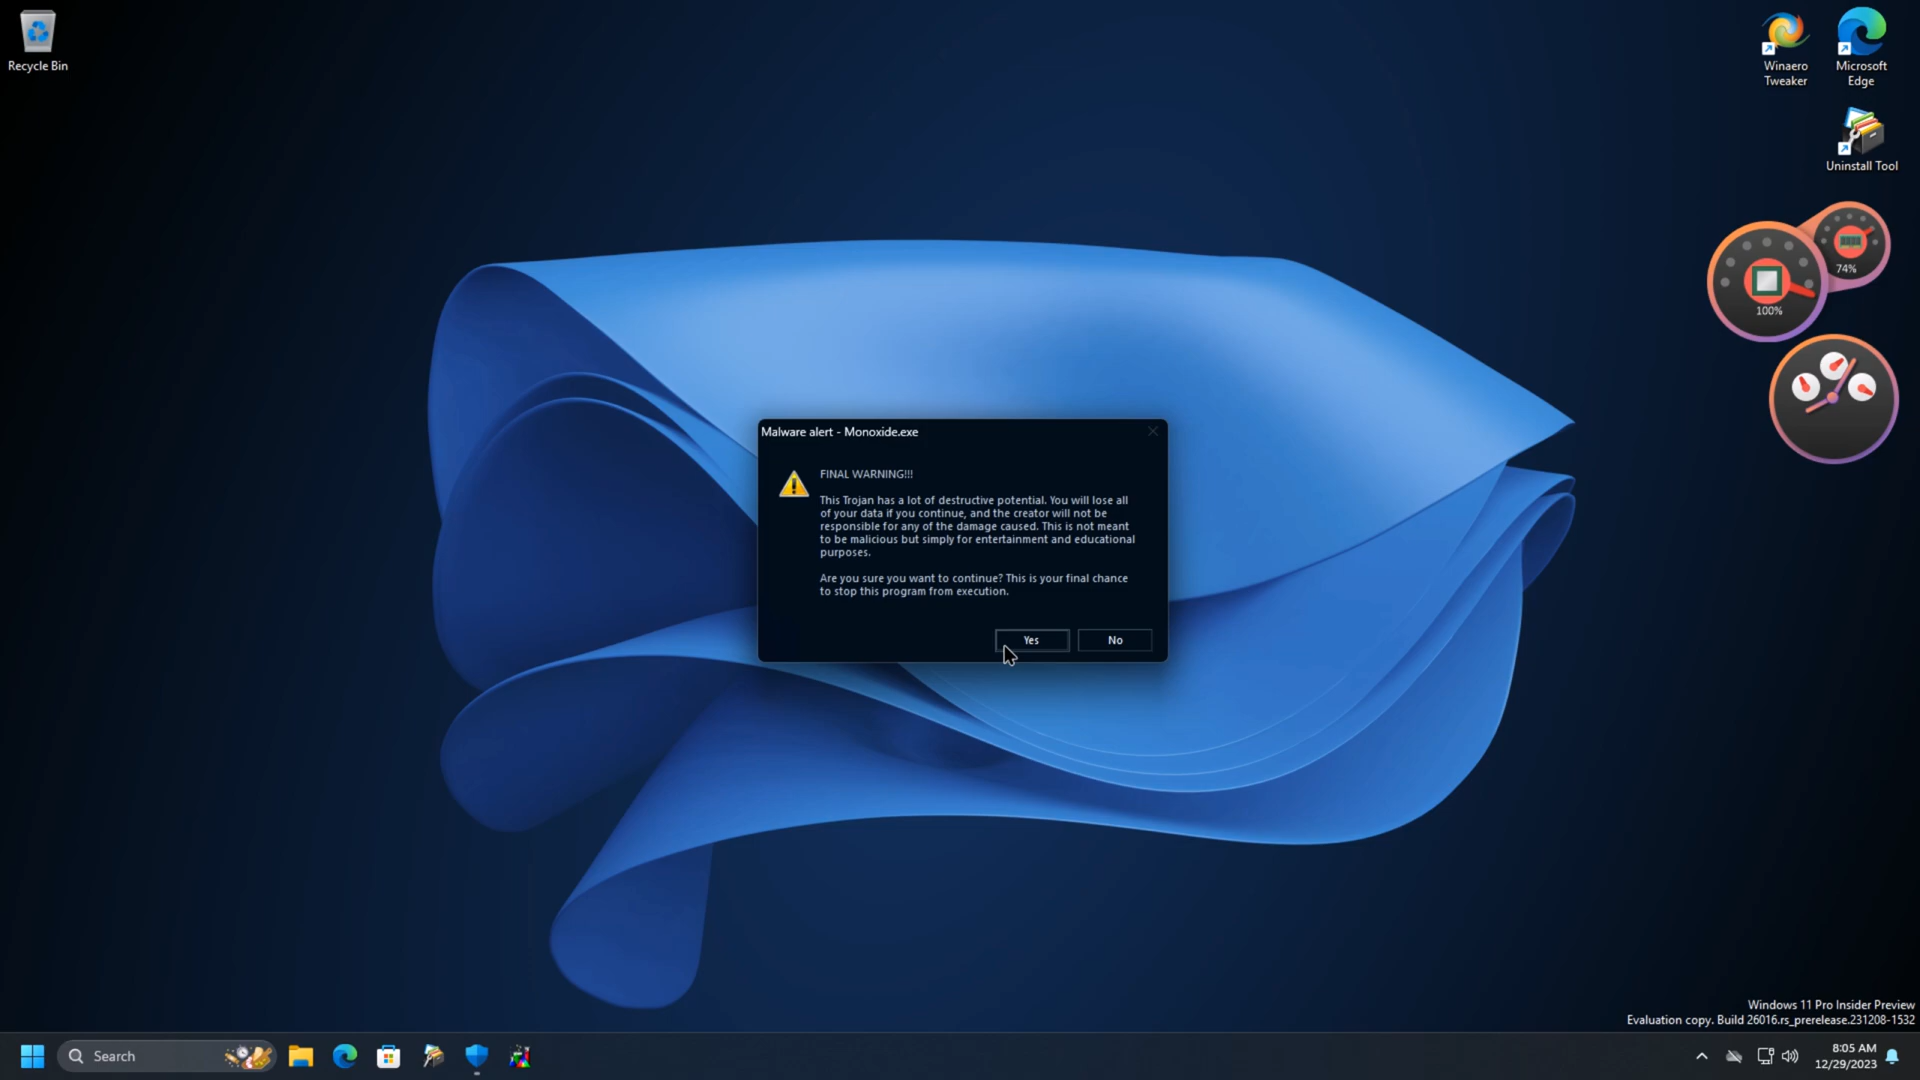 Recycle Bin
Winaero
Tweaker
Microsoft
Edge
Uninstall Tool
74%
100%
Malware alert - Monoxide.exe
FINAL WARNING!!!
This Trojan has a lot of destructive potential. You will lose all
of your data if you continue, and the creator will not be
responsible for any of the damage caused. This is not meant
to be malicious but simply for entertainment and educational
purposes.
Are you sure you want to continue? This is your final chance
to stop this program from execution.
Yes
No
Windows 11 Pro Insider Preview
Evaluation copy. Build 26016.rs_prerelease.231208-1532
Search
8:05 AM
12/29/2023